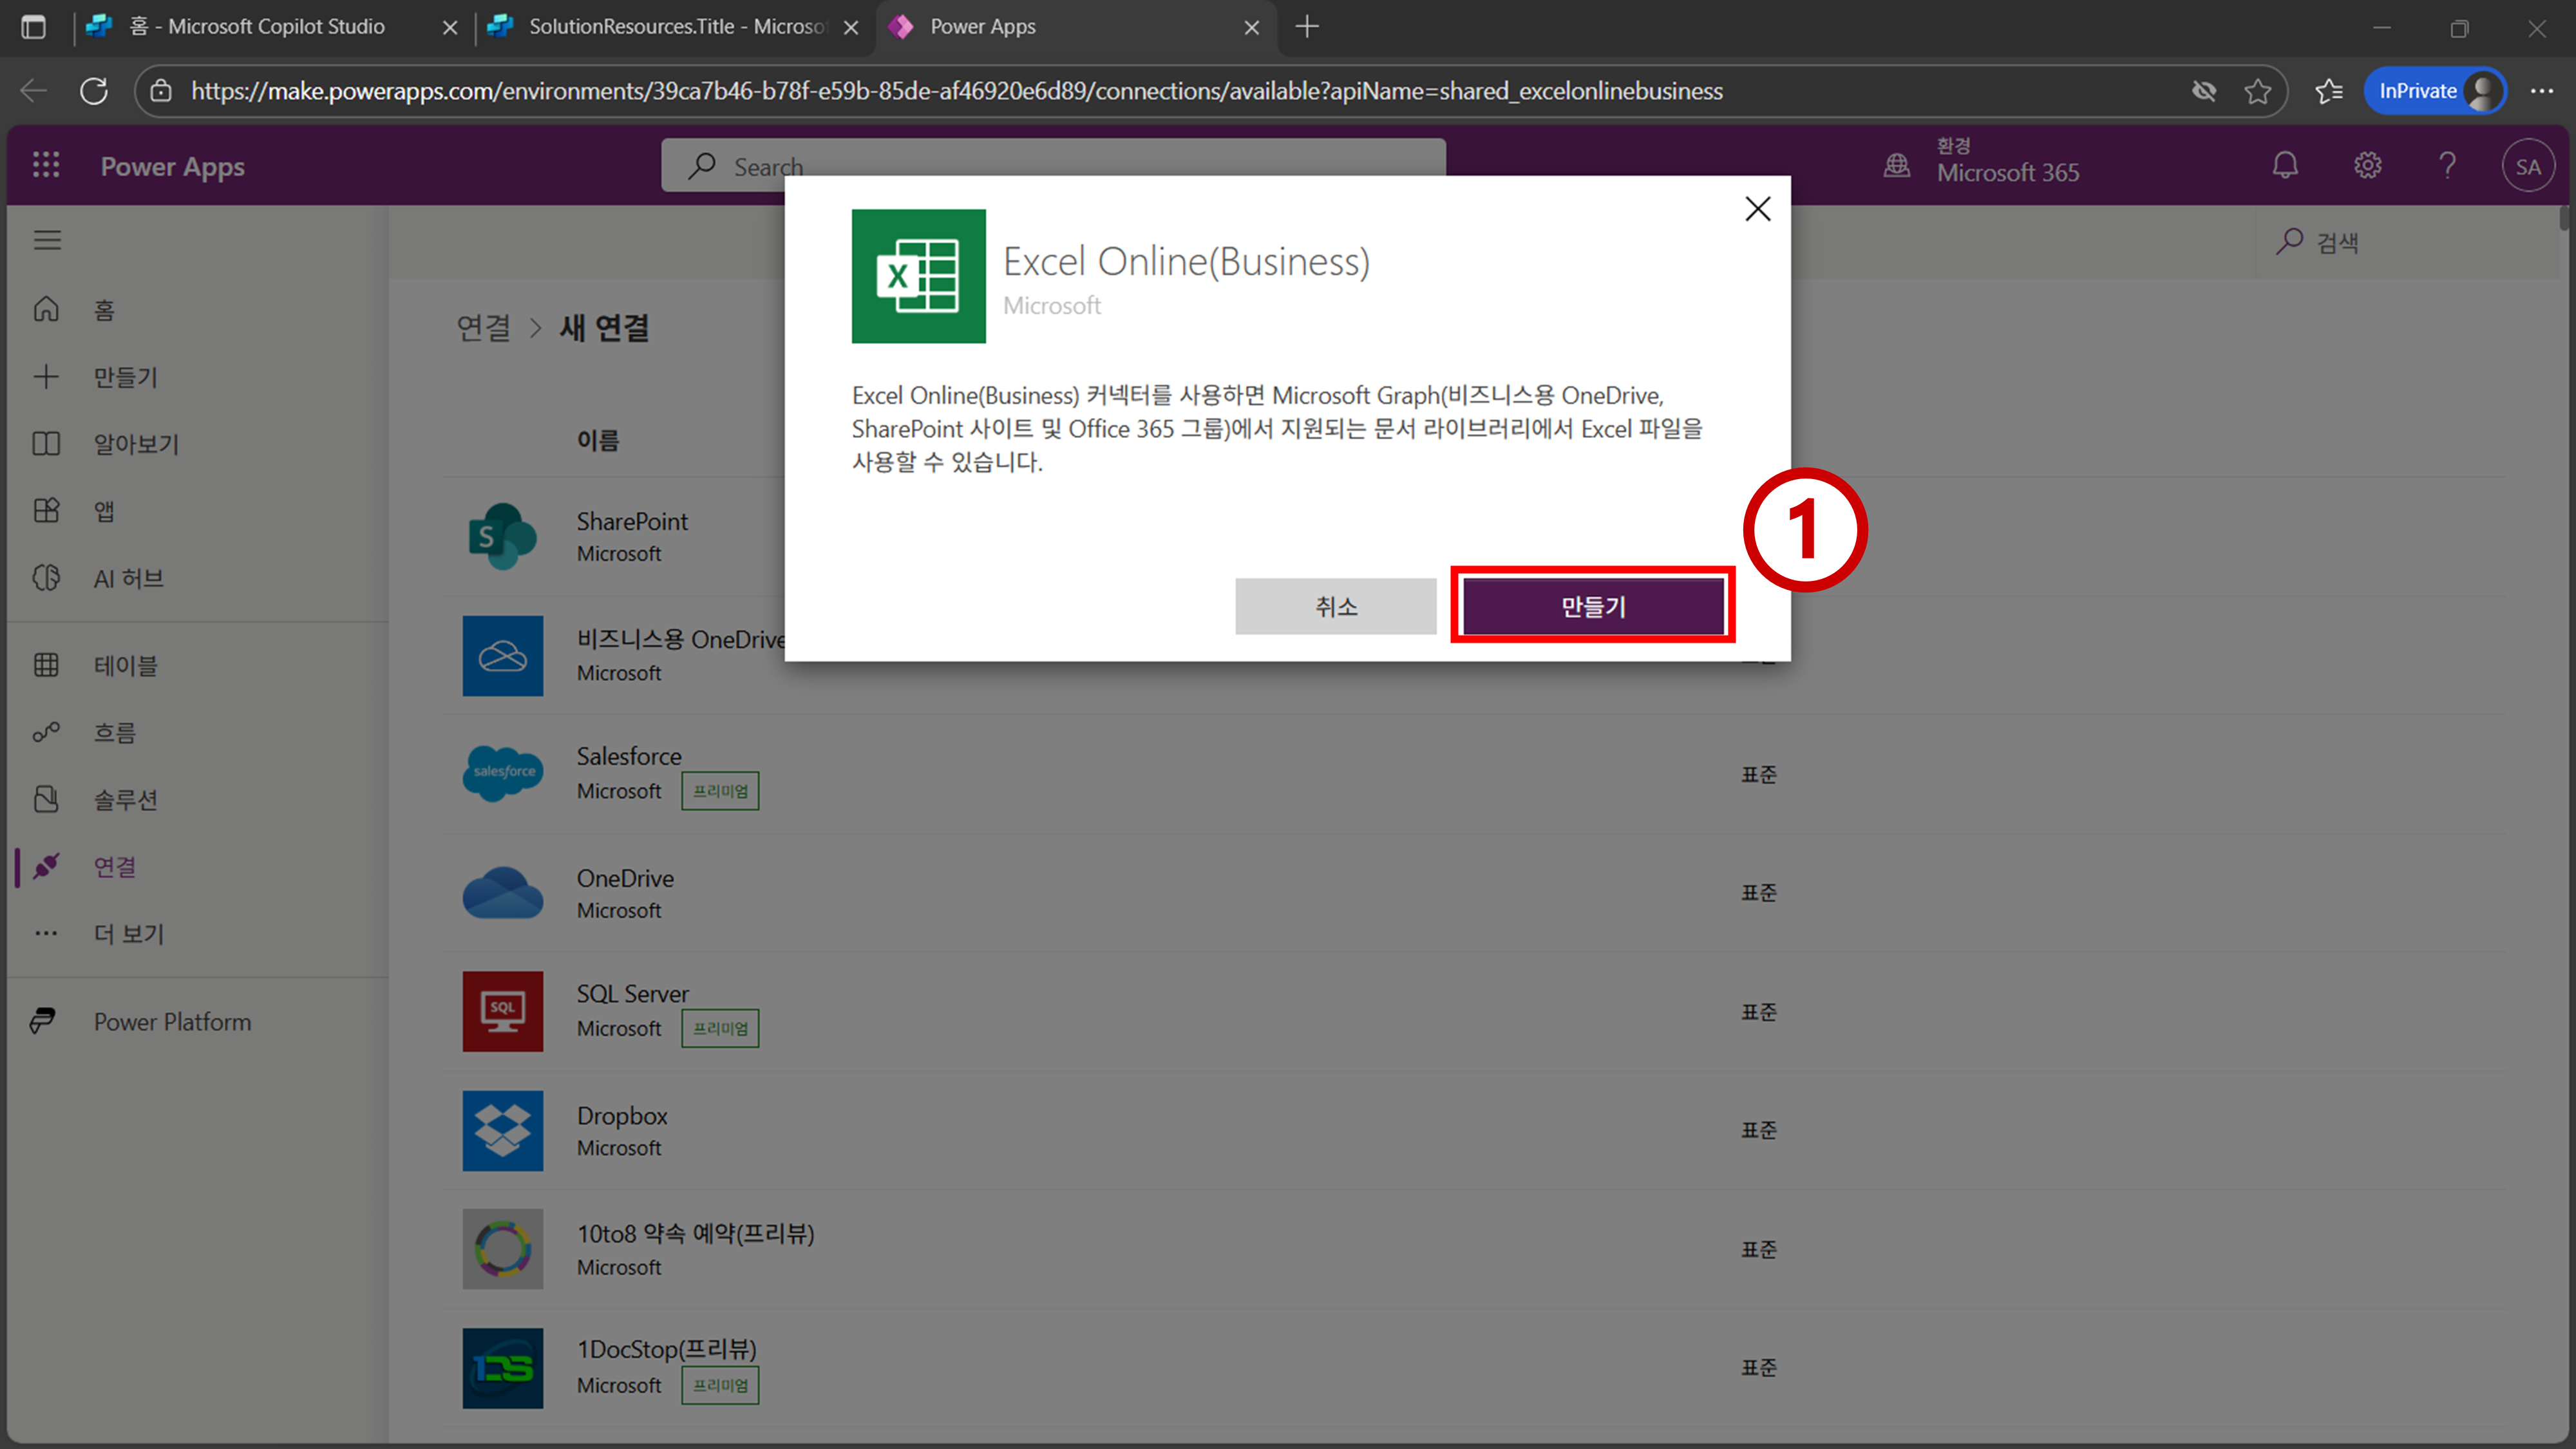 홈 - Microsoft Copilot Studio
SolutionResources.Title - Microso
Power Apps
https://make.powerapps.com/environments/39ca7b46-b78f-e59b-85de-af46920e6d89/connections/available?apiName=shared_excelonlinebusiness
InPrivate
Power Apps
Search
환경
Microsoft 365
SA
검색
홈
만들기
알아보기
앱
AI 허브
테이블
흐름
솔루션
연결
더 보기
Power Platform
연결 > 새 연결
이름
Excel Online(Business)
Microsoft
Excel Online(Business) 커넥터를 사용하면 Microsoft Graph(비즈니스용 OneDrive,
SharePoint 사이트 및 Office 365 그룹)에서 지원되는 문서 라이브러리에서 Excel 파일을
사용할 수 있습니다.
1
취소
만들기
S
SharePoint
Microsoft
비즈니스용 OneDrive
Microsoft
salesforce
Salesforce
Microsoft 프리미엄
표준
OneDrive
Microsoft
표준
SQL
SQL Server
Microsoft 프리미엄
표준
Dropbox
Microsoft
표준
10to8 약속 예약(프리뷰)
Microsoft
표준
1DS
1DocStop(프리뷰)
Microsoft 프리미엄
표준